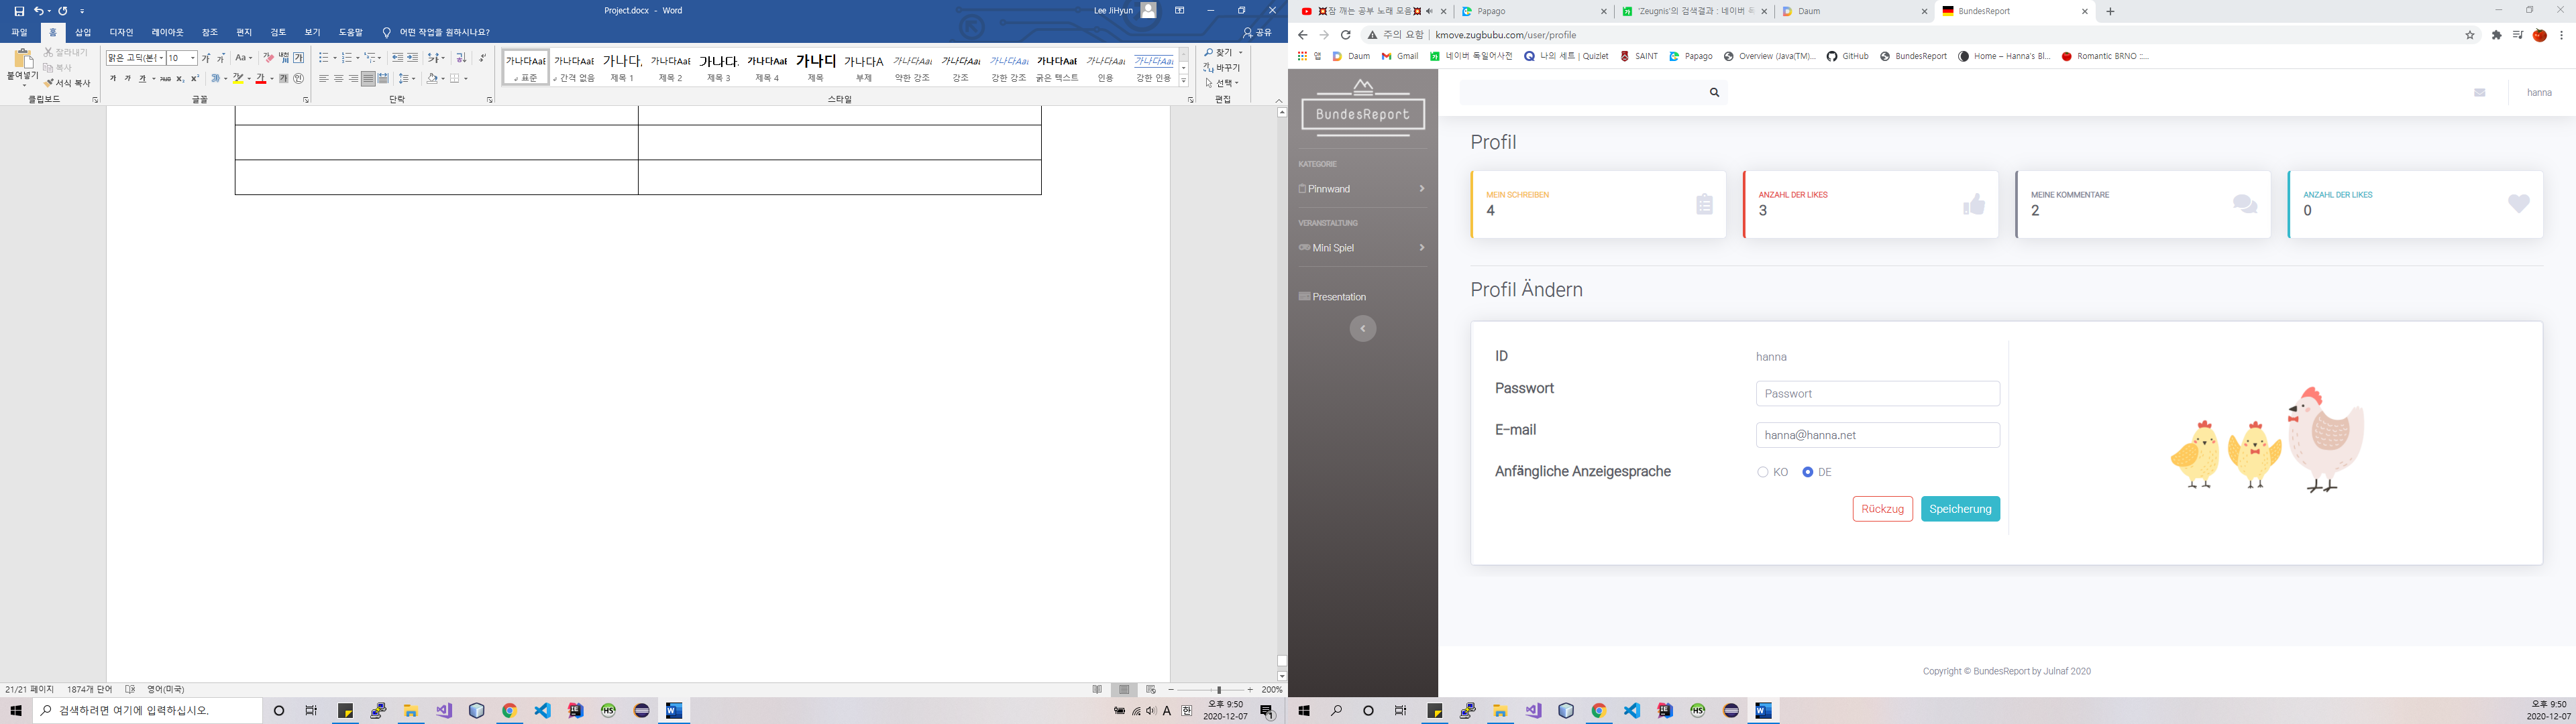 Project.docx - Word
Lee JiHyun
파일 홈 삽입 디자인 레이아웃 참조 편지 검토 보기 도움말 어떤 작업을 원하시나요? 공유
붙여넣기
잘라내기
복사
서식 복사
클립보드
맑은 고딕(본문
10
글꼴
단락
가나다AaB 가나다AaB 가나다, 가나다AaB 가나다. 가나다AaB 가나디 가나다A 가나다Aa 가나다Aa 가나다Aa 가나다AaB 가나다Aa 가나다Aa
표준 간격 없음 제목 1 제목 2 제목 3 제목 4 제목 부제 약한 강조 강조 강한 강조 굵은 텍스트 인용 강한 인용
스타일
찾기
바꾸기
선택
편집
21/21 페이지 1874개 단어 영어(미국) 200%
검색하려면 여기에 입력하십시오.
오후 9:50
2020-12-07
잠 깨는 공부 노래 모음 Papago 'Zeugnis'의 검색결과 : 네이버 Daum BundesReport
주의 요함 kmove.zugbubu.com/user/profile
앱 Daum Gmail 네이버 독일어사전 나의 세트 | Quizlet SAINT Papago Overview (Java(TM)... GitHub BundesReport Home – Hanna's Bl... Romantic BRNO :...
BundesReport
KATEGORIE
Pinnwand
VERANSTALTUNG
Mini Spiel
Presentation
hanna
Profil
MEIN SCHREIBEN
4
ANZAHL DER LIKES
3
MEINE KOMMENTARE
2
ANZAHL DER LIKES
0
Profil Ändern
ID hanna
Passwort Passwort
E-mail hanna@hanna.net
Anfängliche Anzeigesprache KO DE
Rückzug Speicherung
Copyright © BundesReport by Julnaf 2020
오후 9:50
2020-12-07